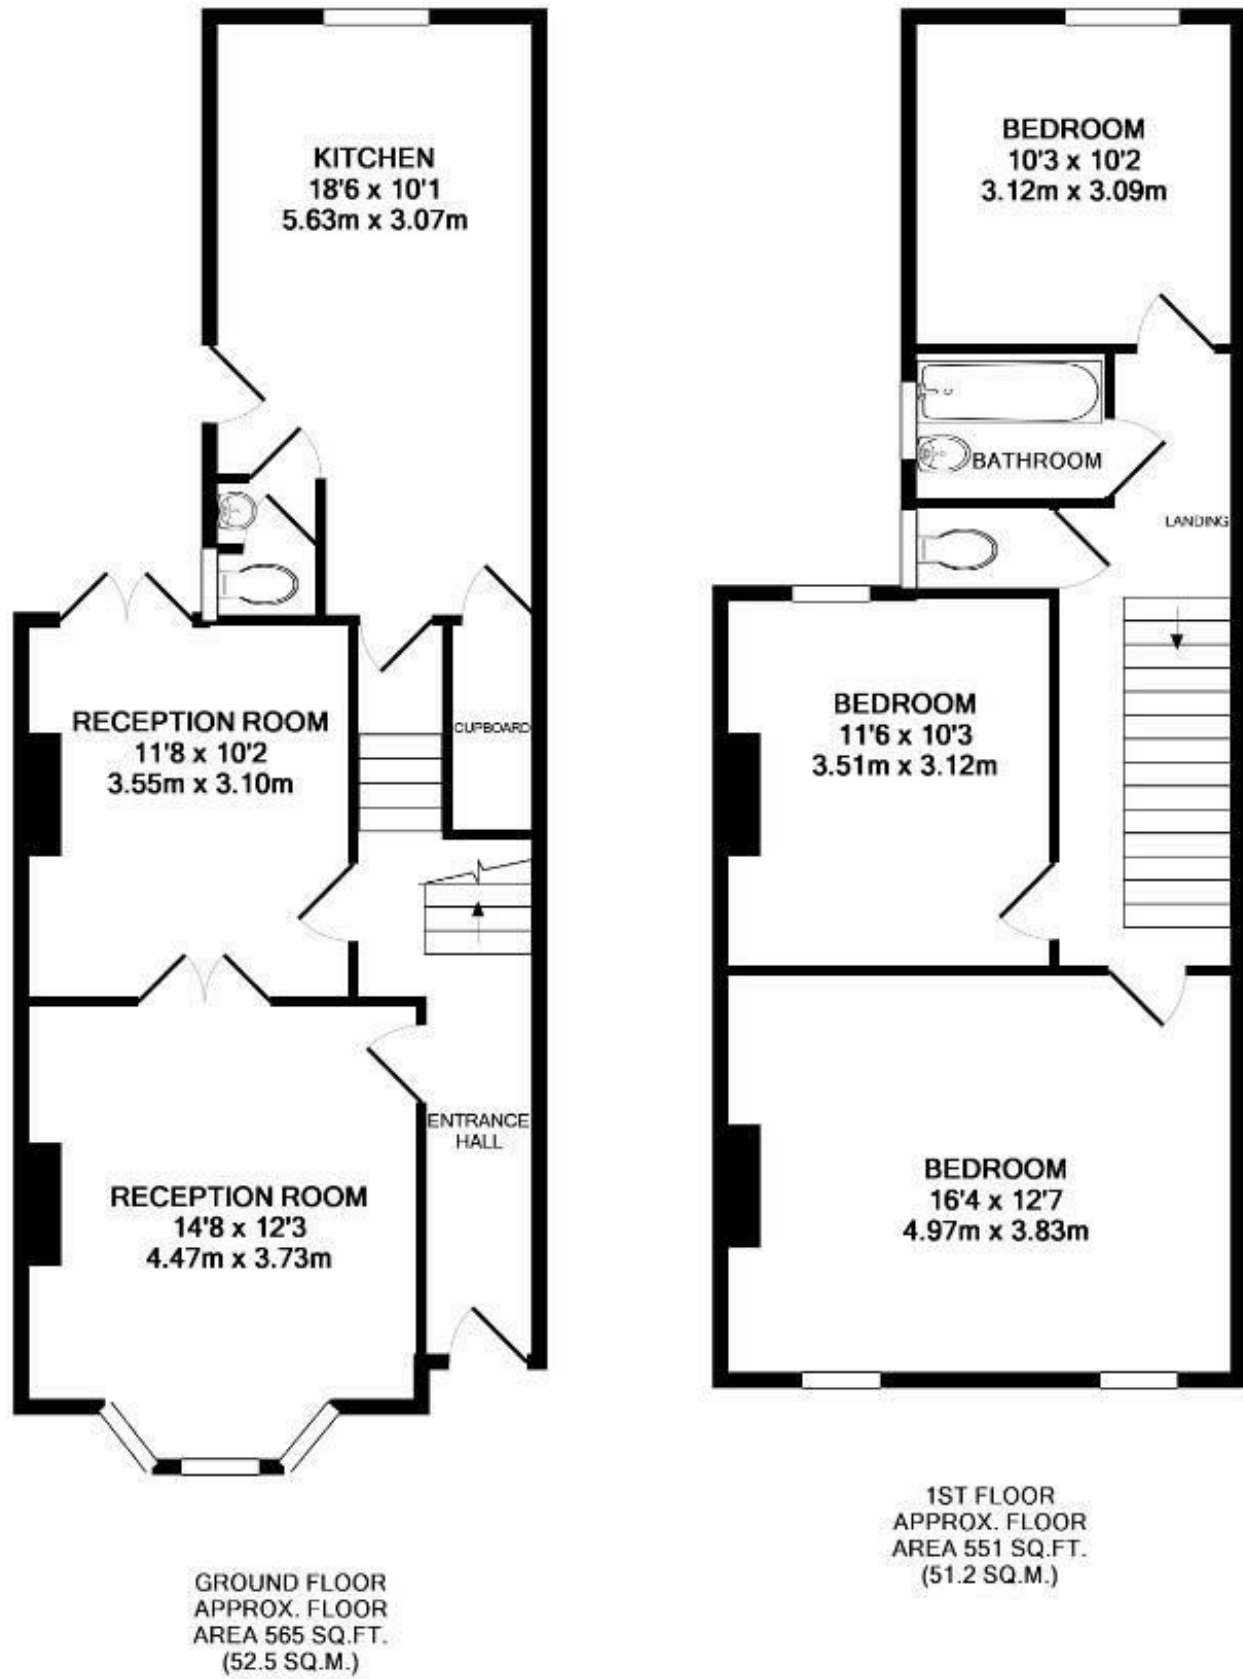 KITCHEN
18'6 x 10'1
5.63m x 3.07m
RECEPTION ROOM
11'8 x 10'2
3.55m x 3.10m
CUPBOARD
ENTRANCE
HALL
RECEPTION ROOM
14'8 x 12'3
4.47m x 3.73m
GROUND FLOOR
APPROX. FLOOR
AREA 565 SQ.FT.
(52.5 SQ.M.)
BEDROOM
10'3 x 10'2
3.12m x 3.09m
BATHROOM
LANDING
BEDROOM
11'6 x 10'3
3.51m x 3.12m
BEDROOM
16'4 x 12'7
4.97m x 3.83m
1ST FLOOR
APPROX. FLOOR
AREA 551 SQ.FT.
(51.2 SQ.M.)